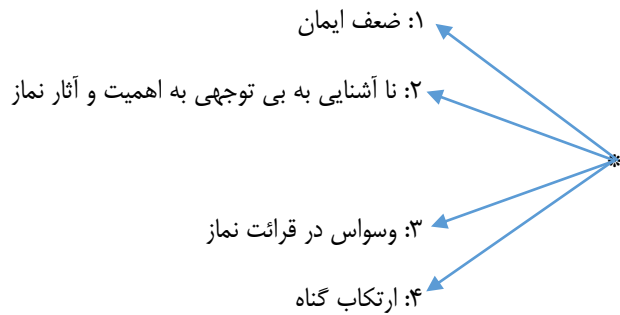 ۱: ضعف ایمان
۲: نا آشنایی به بی توجهی به اهمیت و آثار نماز
۳: وسواس در قرائت نماز
۴: ارتکاب گناه